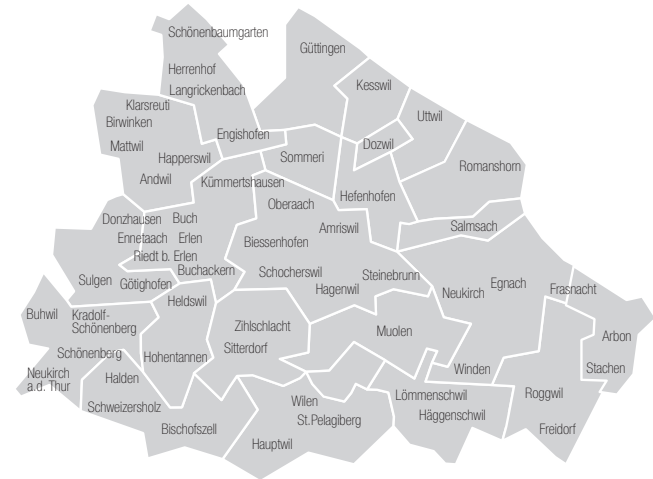 Schönenbaumgarten
Güttingen
Herrenhof
Kesswil
Langrickenbach
Klarsreuti
Uttwil
Birwinken
Engishofen
Mattwil
Dozwil
Happerswil
Sommeri
Romanshorn
Andwil
Kümmertshausen
Hefenhofen
Oberaach
Donzhausen
Buch
Amriswil
Salmsach
Ennetaach
Erlen
Biessenhofen
Riedt b. Erlen
Buchackern
Schocherswil
Steinebrunn
Sulgen
Götighofen
Hagenwil
Egnach
Frasnacht
Neukirch
Heldswil
Buhwil
Kradolf-
Schönenberg
Zihlschlacht
Muolen
Arbon
Sitterdorf
Schönenberg
Hohentannen
Neukirch
a.d. Thur
Halden
Winden
Stachen
Lömmenschwil
Roggwil
Schweizersholz
Wilen
Häggenschwil
St.Pelagiberg
Bischofszell
Freidorf
Hauptwil